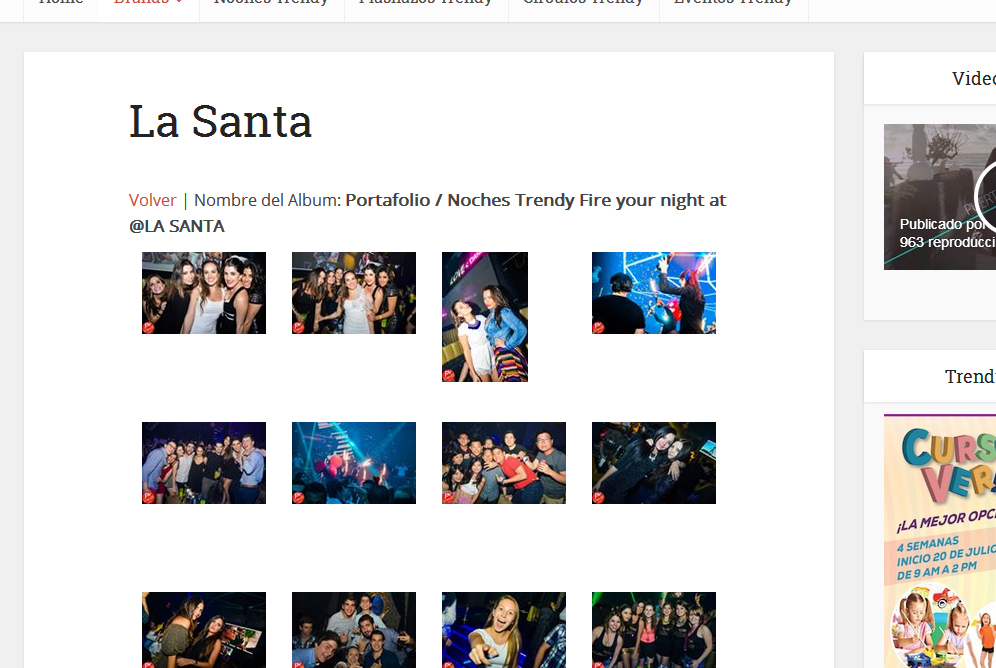 Home Brands Noches Trendy Flashazos Trendy Círculos Trendy Eventos Trendy
La Santa
Volver | Nombre del Album: Portafolio / Noches Trendy Fire your night at
@LA SANTA
Video
Publicado por
963 reproducci
Trendy
CURS
VER
¡LA MEJOR OPCI
4 SEMANAS
INICIO 20 DE JULIO
DE 9 AM A 2 PM